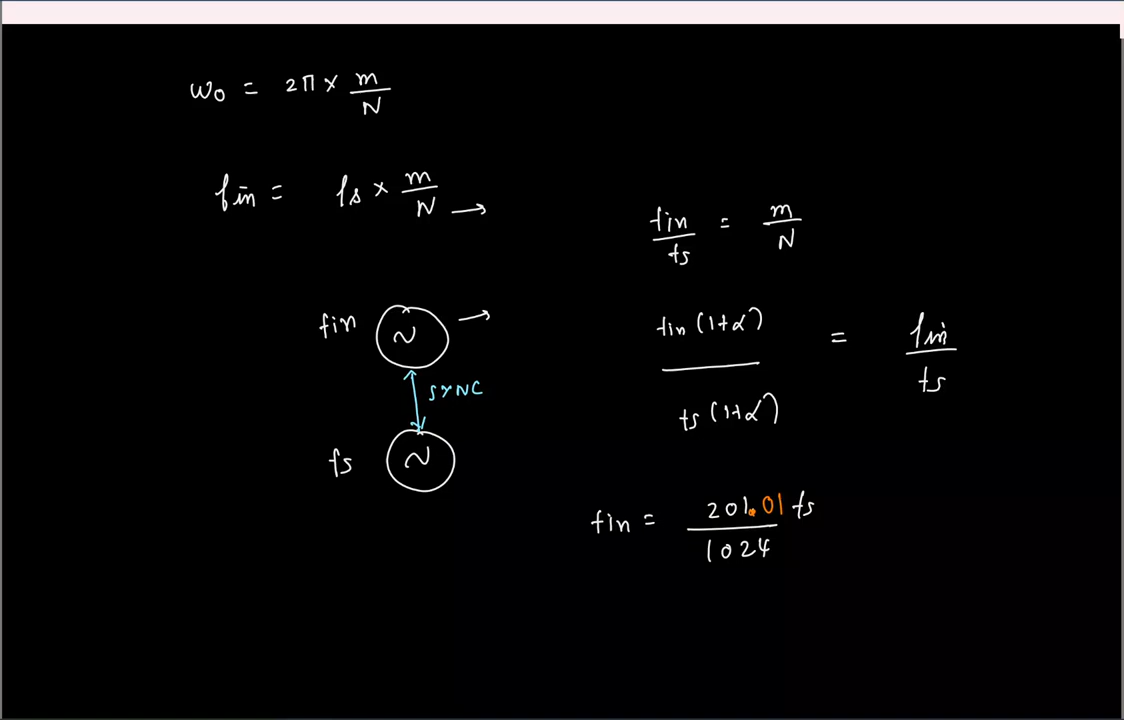 ω₀ = 2π × m/N
fin = fs × m/N →
fin/fs = m/N
fin →
fin(1+α)/fs(1+α) = fin/fs
SYNC
fs
fin = 201.01/1024 fs